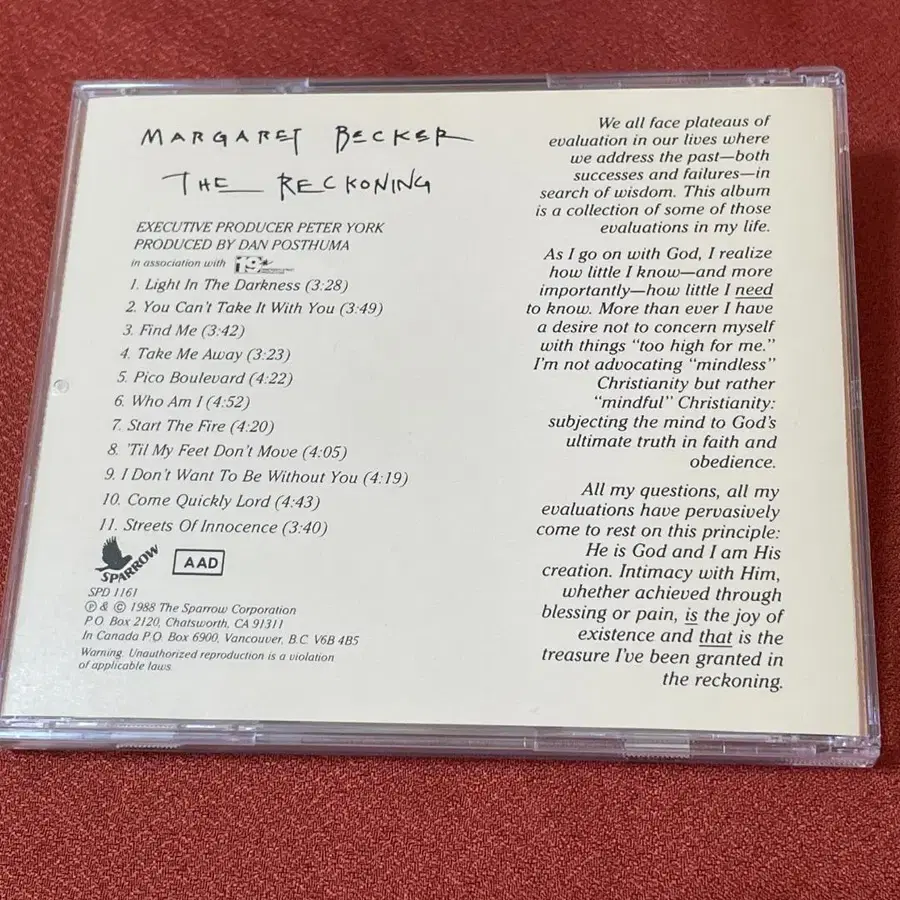 MARGARET BECKER
THE RECKONING
EXECUTIVE PRODUCER PETER YORK
PRODUCED BY DAN POSTHUMA
in association with 19
1. Light In The Darkness (3:28)
2. You Can't Take It With You (3:49)
3. Find Me (3:42)
4. Take Me Away (3:23)
5. Pico Boulevard (4:22)
6. Who Am I (4:52)
7. Start The Fire (4:20)
8. 'Til My Feet Don't Move (4:05)
9. I Don't Want To Be Without You (4:19)
10. Come Quickly Lord (4:43)
11. Streets Of Innocence (3:40)
SPARROW
AAD
SPD 1161
℗ & © 1988 The Sparrow Corporation
P.O. Box 2120, Chatsworth, CA 91311
In Canada P.O. Box 6900, Vancouver, B.C. V6B 4B5
Warning. Unauthorized reproduction is a violation
of applicable laws.
We all face plateaus of
evaluation in our lives where
we address the past—both
successes and failures—in
search of wisdom. This album
is a collection of some of those
evaluations in my life.
As I go on with God, I realize
how little I know—and more
importantly—how little I need
to know. More than ever I have
a desire not to concern myself
with things "too high for me."
I'm not advocating "mindless"
Christianity but rather
"mindful" Christianity:
subjecting the mind to God's
ultimate truth in faith and
obedience.
All my questions, all my
evaluations have pervasively
come to rest on this principle:
He is God and I am His
creation. Intimacy with Him,
whether achieved through
blessing or pain, is the joy of
existence and that is the
treasure I've been granted in
the reckoning.